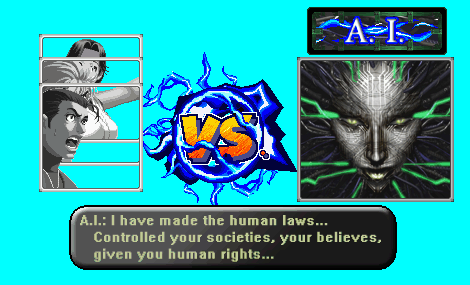 A. I.
VS.
A.I.: I have made the human laws...
Controlled your societies, your believes,
given you human rights...